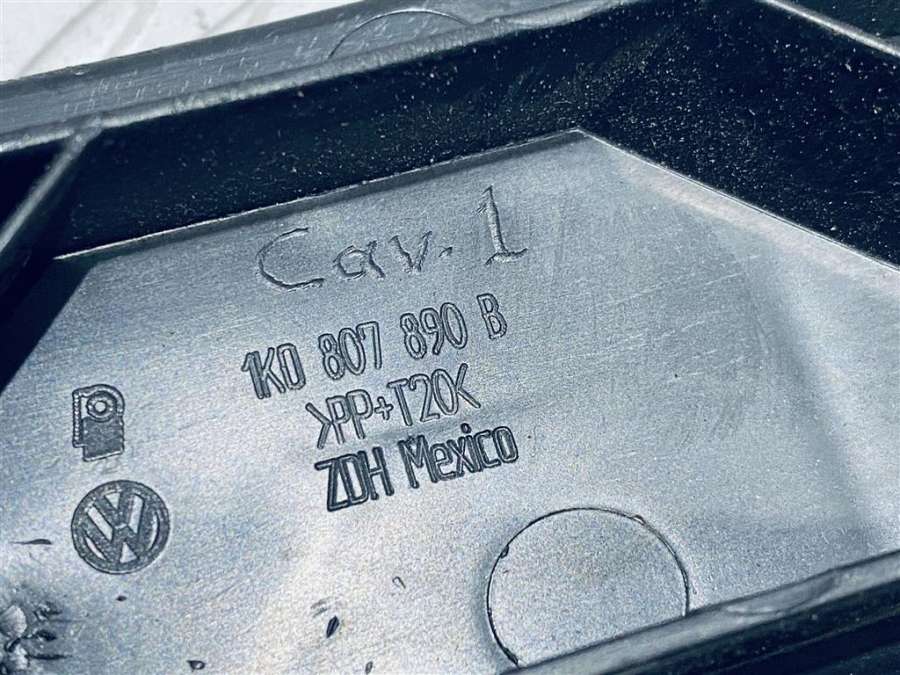 Cav. 1
1K0 807 890 B
>PP+T20<
ZDH Mexico